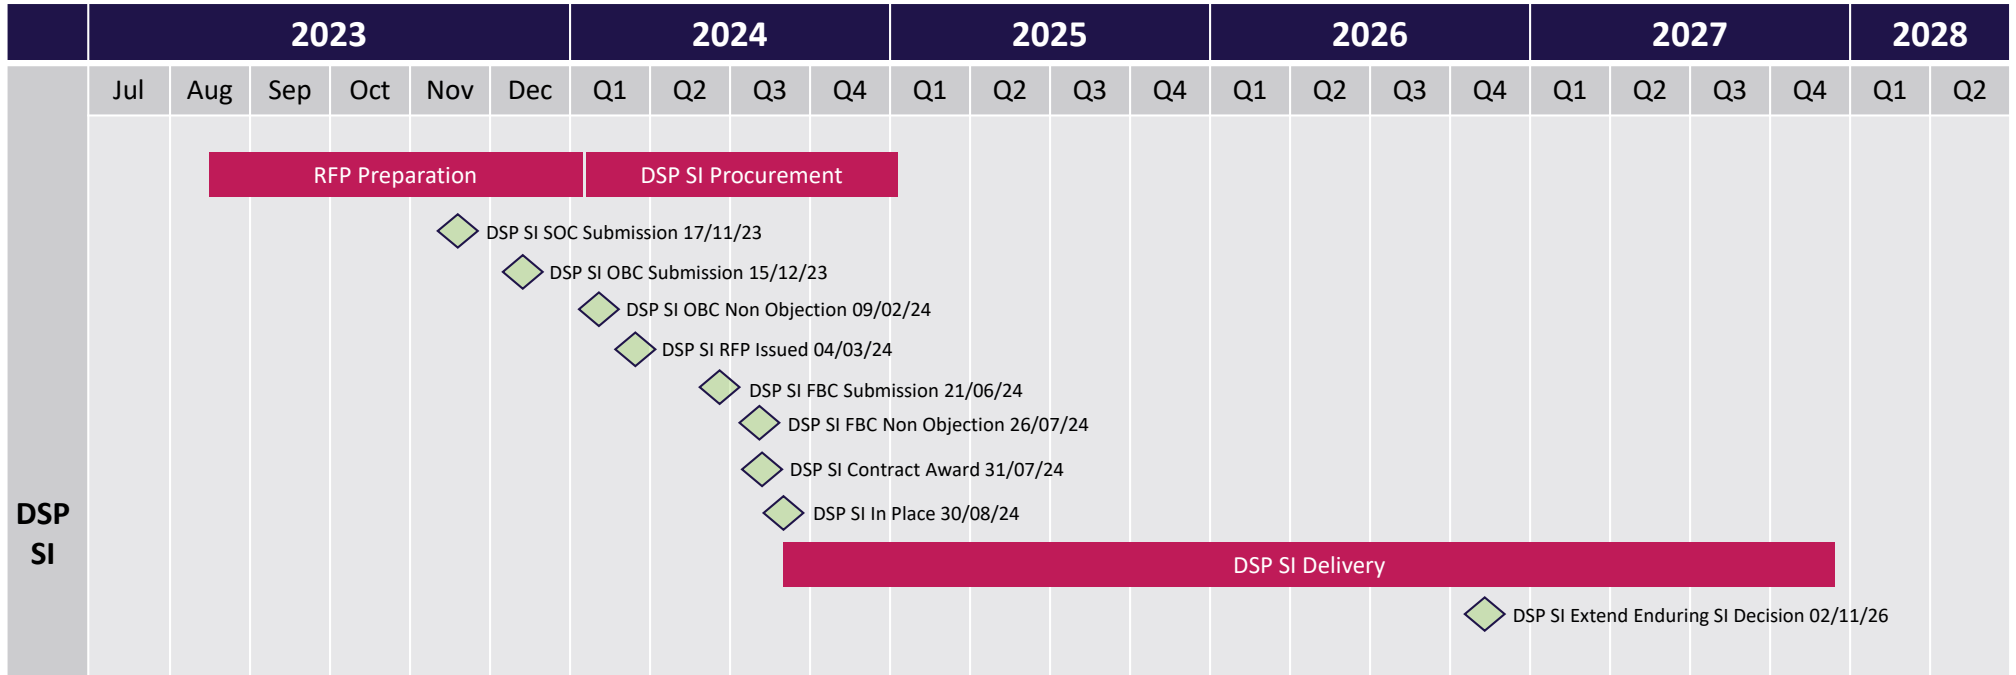 2023 2024 2025 2026 2027 2028
Jul Aug Sep Oct Nov Dec Q1 Q2 Q3 Q4 Q1 Q2 Q3 Q4 Q1 Q2 Q3 Q4 Q1 Q2 Q3 Q4 Q1 Q2
RFP Preparation DSP SI Procurement
DSP SI SOC Submission 17/11/23
DSP SI OBC Submission 15/12/23
DSP SI OBC Non Objection 09/02/24
DSP SI RFP Issued 04/03/24
DSP SI FBC Submission 21/06/24
DSP SI FBC Non Objection 26/07/24
DSP SI Contract Award 31/07/24
DSP SI In Place 30/08/24
DSP
SI
DSP SI Delivery
DSP SI Extend Enduring SI Decision 02/11/26